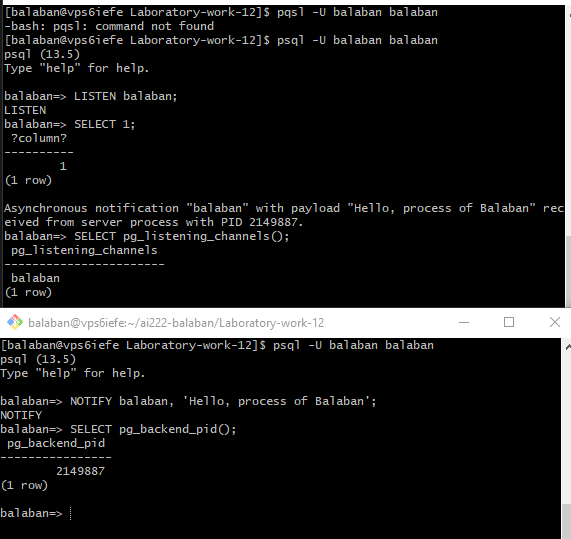 [balaban@vps6iefe Laboratory-work-12]$ pqsl -U balaban balaban
-bash: pqsl: command not found
[balaban@vps6iefe Laboratory-work-12]$ psql -U balaban balaban
psql (13.5)
Type "help" for help.
balaban=> LISTEN balaban;
LISTEN
balaban=> SELECT 1;
?column?
----------
1
(1 row)
Asynchronous notification "balaban" with payload "Hello, process of Balaban" rec
eived from server process with PID 2149887.
balaban=> SELECT pg_listening_channels();
pg_listening_channels
-----------------------
balaban
(1 row)
balaban@vps6iefe:~/ai222-balaban/Laboratory-work-12
[balaban@vps6iefe Laboratory-work-12]$ psql -U balaban balaban
psql (13.5)
Type "help" for help.
balaban=> NOTIFY balaban, 'Hello, process of Balaban';
NOTIFY
balaban=> SELECT pg_backend_pid();
pg_backend_pid
----------------
2149887
(1 row)
balaban=>